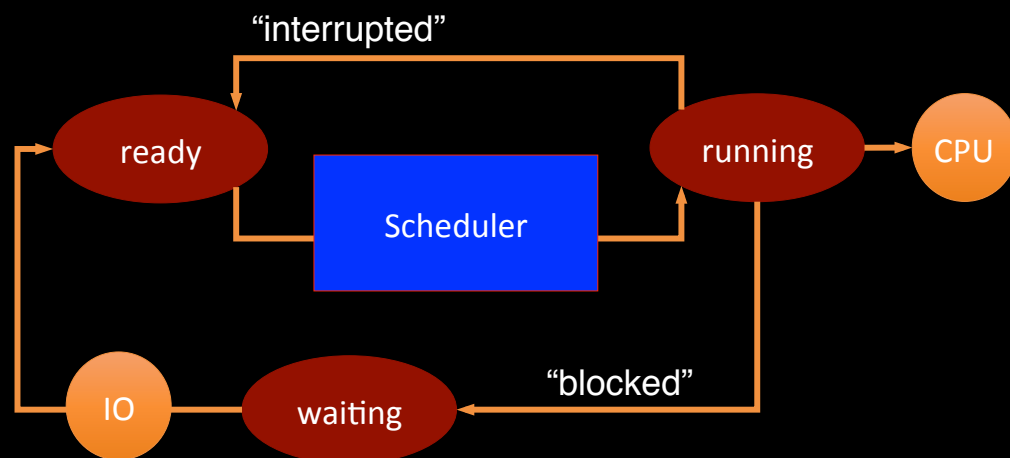 “interrupted”
ready
running
CPU
Scheduler
“blocked”
IO
waiting